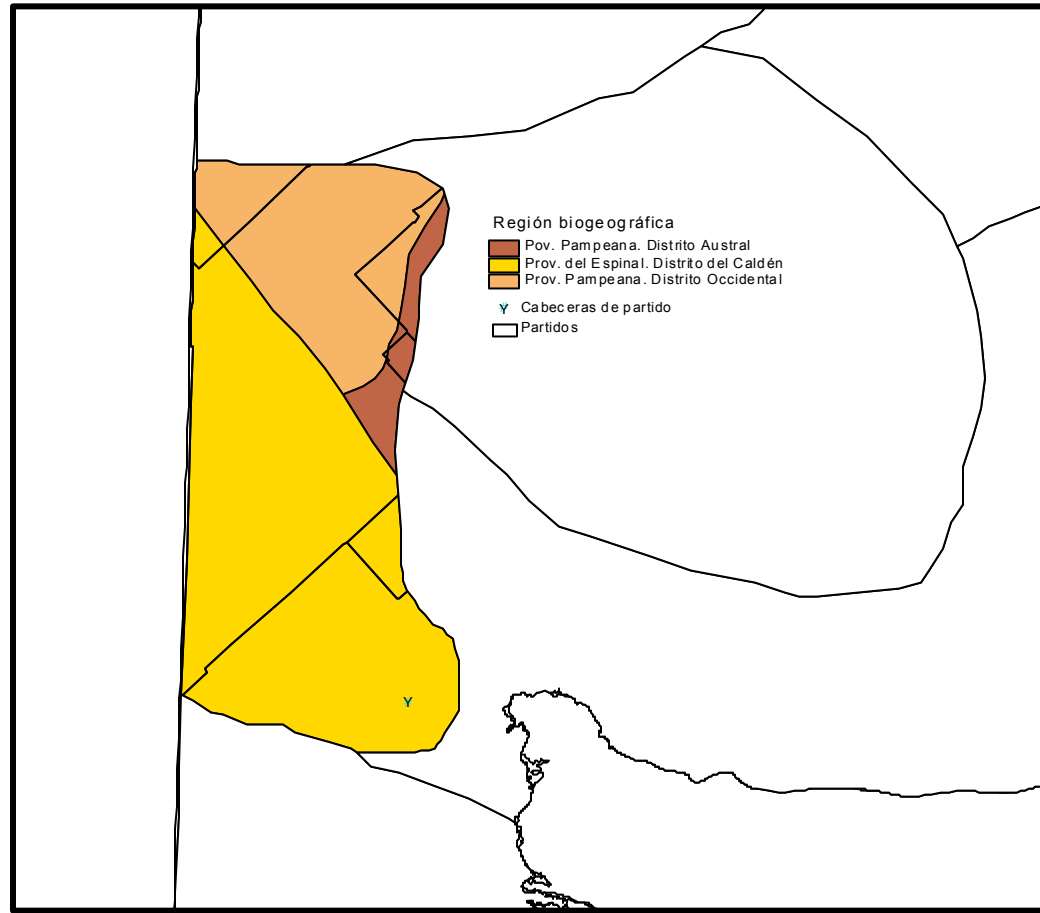 Región biogeográfica
Pov. Pampeana. Distrito Austral
Prov. del Espinal. Distrito del Caldén
Prov. Pampeana. Distrito Occidental
Y Cabeceras de partido
Partidos
Y